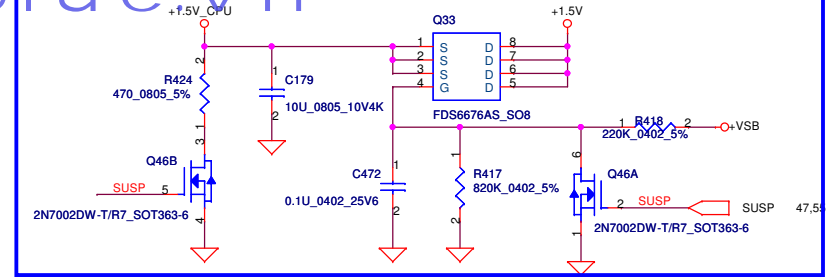 +1.5V_CPU
Q33
+1.5V
1 S D 8
2 S D 7
3 S D 6
4 G D 5
2
R424
470_0805_5%
1
1
C179
10U_0805_10V4K
2
FDS6676AS_SO8
1 R418 2
220K_0402_5%
+VSB
3
Q46B
SUSP 5
4
2N7002DW-T/R7_SOT363-6
1
C472
0.1U_0402_25V6
2
1
R417
820K_0402_5%
2
6
Q46A
2 SUSP
1
2N7002DW-T/R7_SOT363-6
SUSP